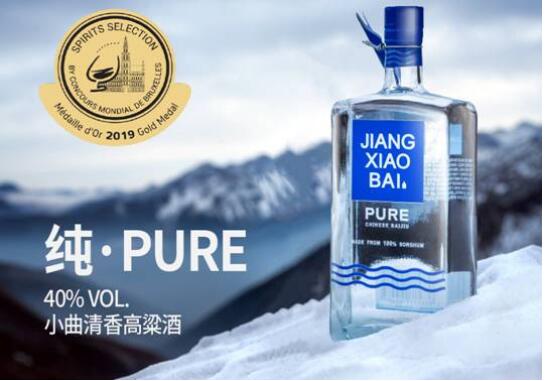 SPIRITS SELECTION
BY CONCOURS MONDIAL DE BRUXELLES
Médaille d'Or 2019 Gold Medal
JIANG
XIAO
BAI
PURE
CHINESE BAIJIU
MADE FROM 100% SORGHUM
纯·PURE
40% VOL.
小曲清香高粱酒